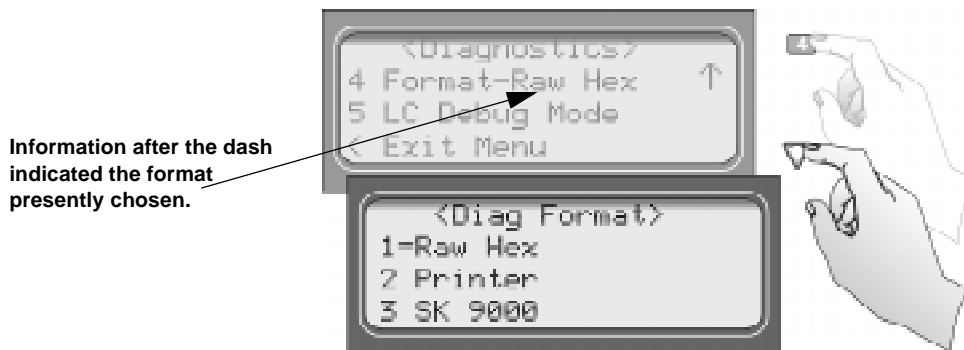 <Diagnostics>
4 Format-Raw Hex ↑
5 LC Debug Mode
< Exit Menu
Information after the dash
indicated the format
presently chosen.
<Diag Format>
1-Raw Hex
2 Printer
3 SK 9000
4